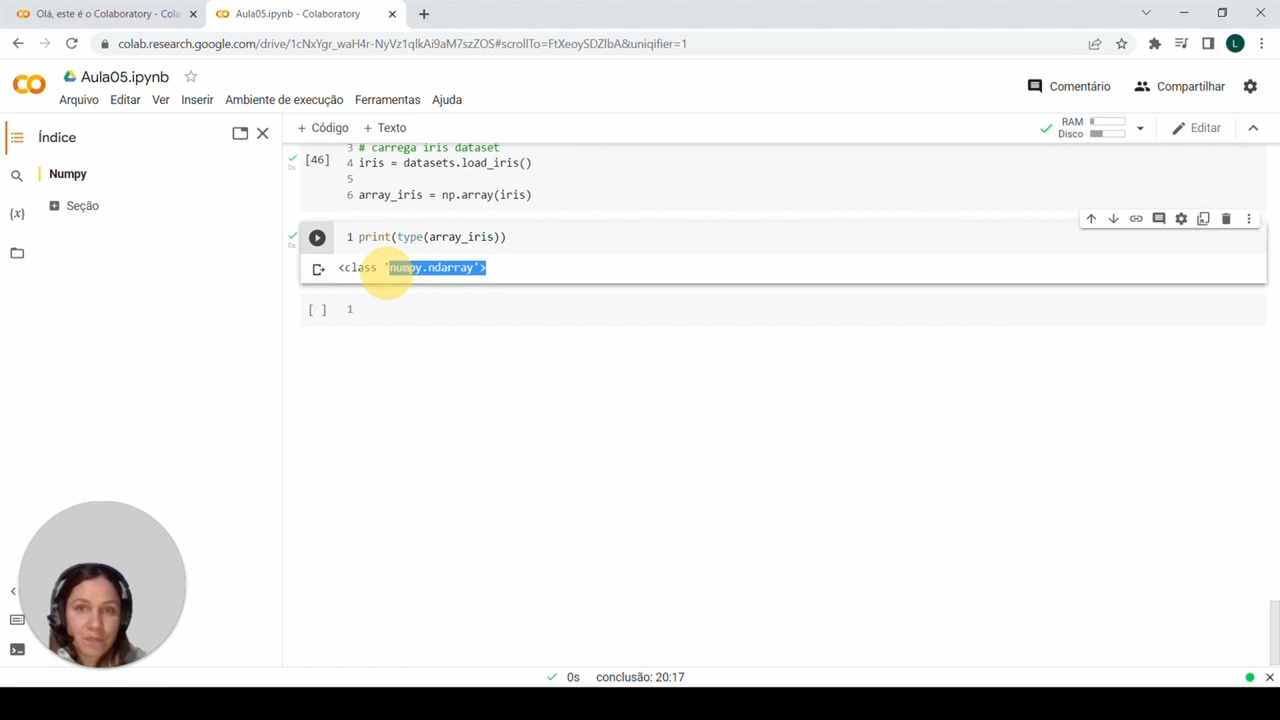 Olá, este é o Colaboratory - Cola
Aula05.ipynb - Colaboratory
colab.research.google.com/drive/1cNxYgr_waH4r-NyVz1qlkAi9aM7szZOS#scrollTo=FtXeoySDZlbA&uniqifier=1
L
Aula05.ipynb
Comentário
Compartilhar
Arquivo Editar Ver Inserir Ambiente de execução Ferramentas Ajuda
Índice
+ Código + Texto
RAM
Disco
Editar
Numpy
Seção
{x}
3 # carrega iris dataset
[46] 4 iris = datasets.load_iris()
0s
5
6 array_iris = np.array(iris)
1 print(type(array_iris))
0s
<class 'numpy.ndarray'>
[ ] 1
0s conclusão: 20:17